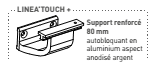 LINEA'TOUCH +
Support renforcé
80 mm
autobloquant en
aluminium aspect
anodisé argent